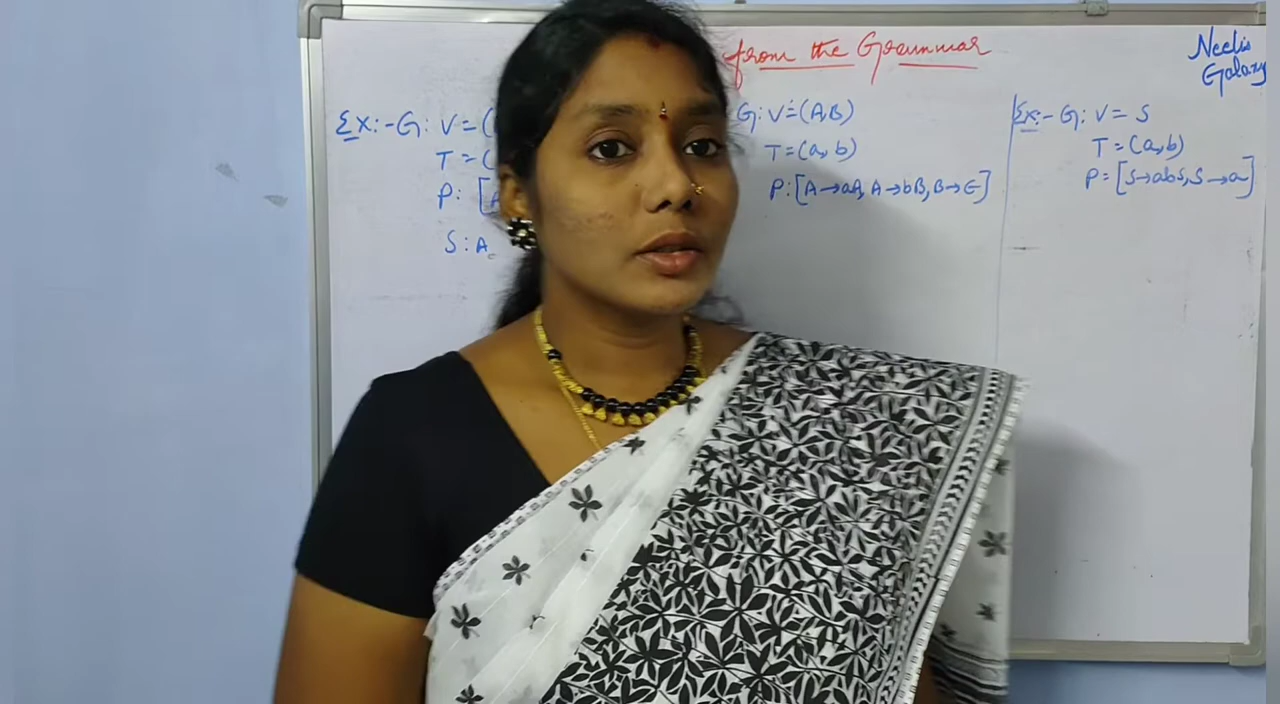 from the Grammar
Neelis
Galaxy
Ex:- G: V = (
T = (
P: [A
S: A
G: V = (A,B)
T = (a, b)
P: [A→aA, A→bB, B→ε]
Ex:- G: V = S
T = (a, b)
P = [S→abS, S→a]